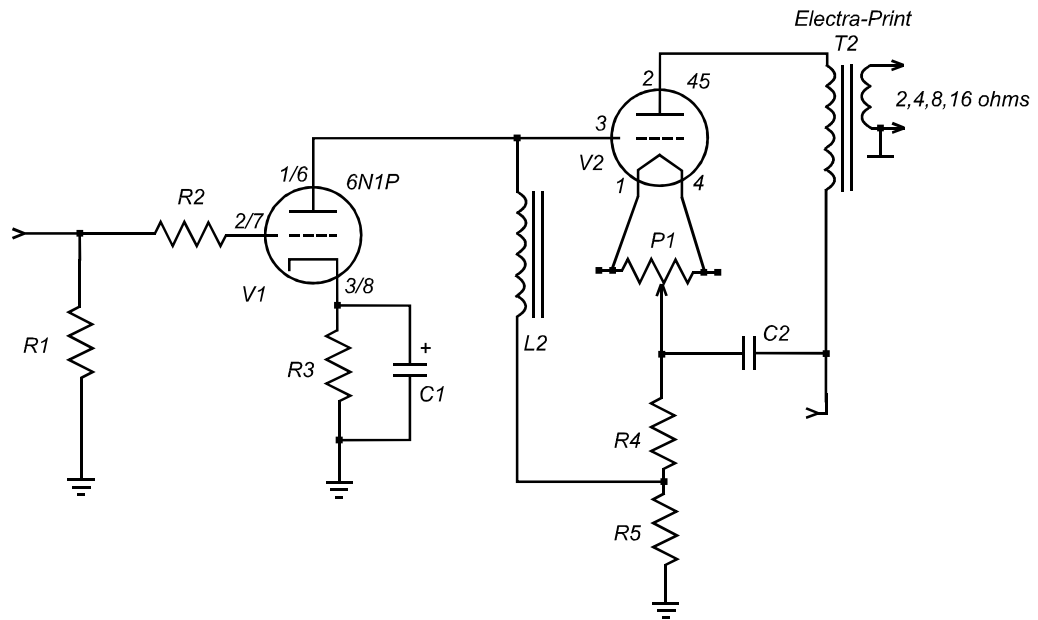 Electra-Print
T2
2 45
2,4,8,16 ohms
3
V2
1/6 6N1P
1 4
R2
2/7
P1
V1
3/8
R1
R3
+
C1
L2
C2
R4
R5